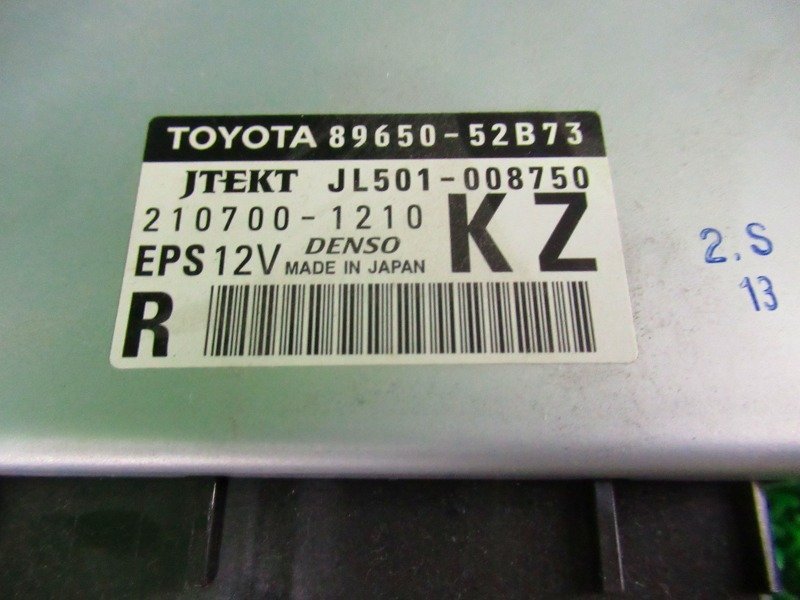 TOYOTA 89650-52B73
JTEKT JL501-008750
210700-1210 KZ
EPS 12V DENSO
MADE IN JAPAN
R
2.S
13